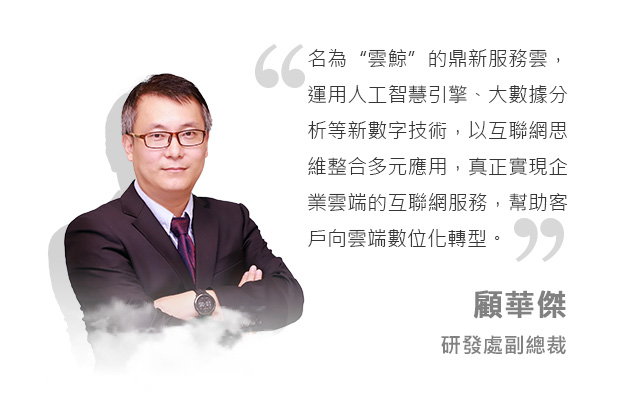 名為“雲鯨”的鼎新服務雲，
運用人工智慧引擎、大數據分
析等新數字技術，以互聯網思
維整合多元應用，真正實現企
業雲端的互聯網服務，幫助客
戶向雲端數位化轉型。
顧華傑
研發處副總裁